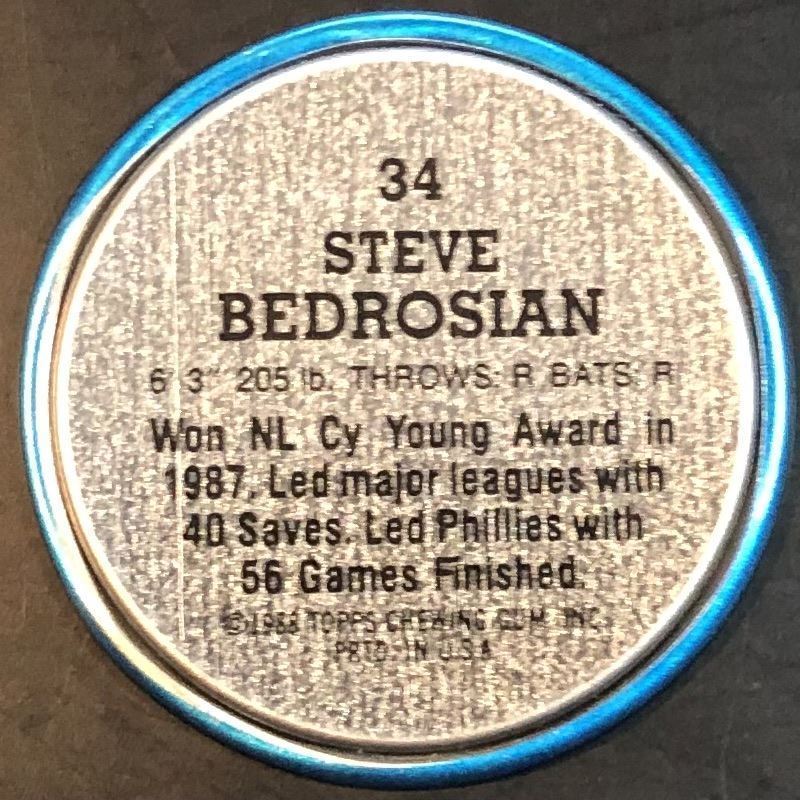 34
STEVE
BEDROSIAN
6'3" 205 lb. THROWS: R BATS: R
Won NL Cy Young Award in
1987. Led major leagues with
40 Saves. Led Phillies with
56 Games Finished.
©1988 TOPPS CHEWING GUM, INC.
PRTD. IN U.S.A.